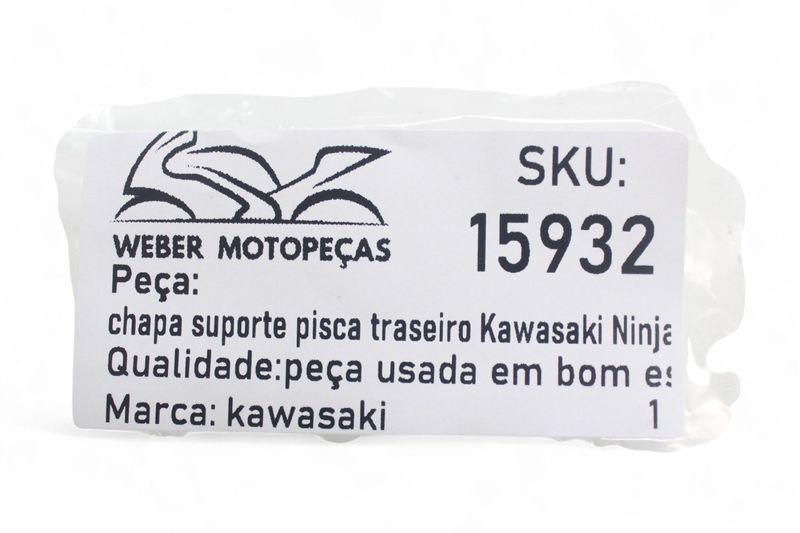 WEBER MOTOPEÇAS
SKU:
15932
Peça:
chapa suporte pisca traseiro Kawasaki Ninja
Qualidade:peça usada em bom es
Marca: kawasaki
1